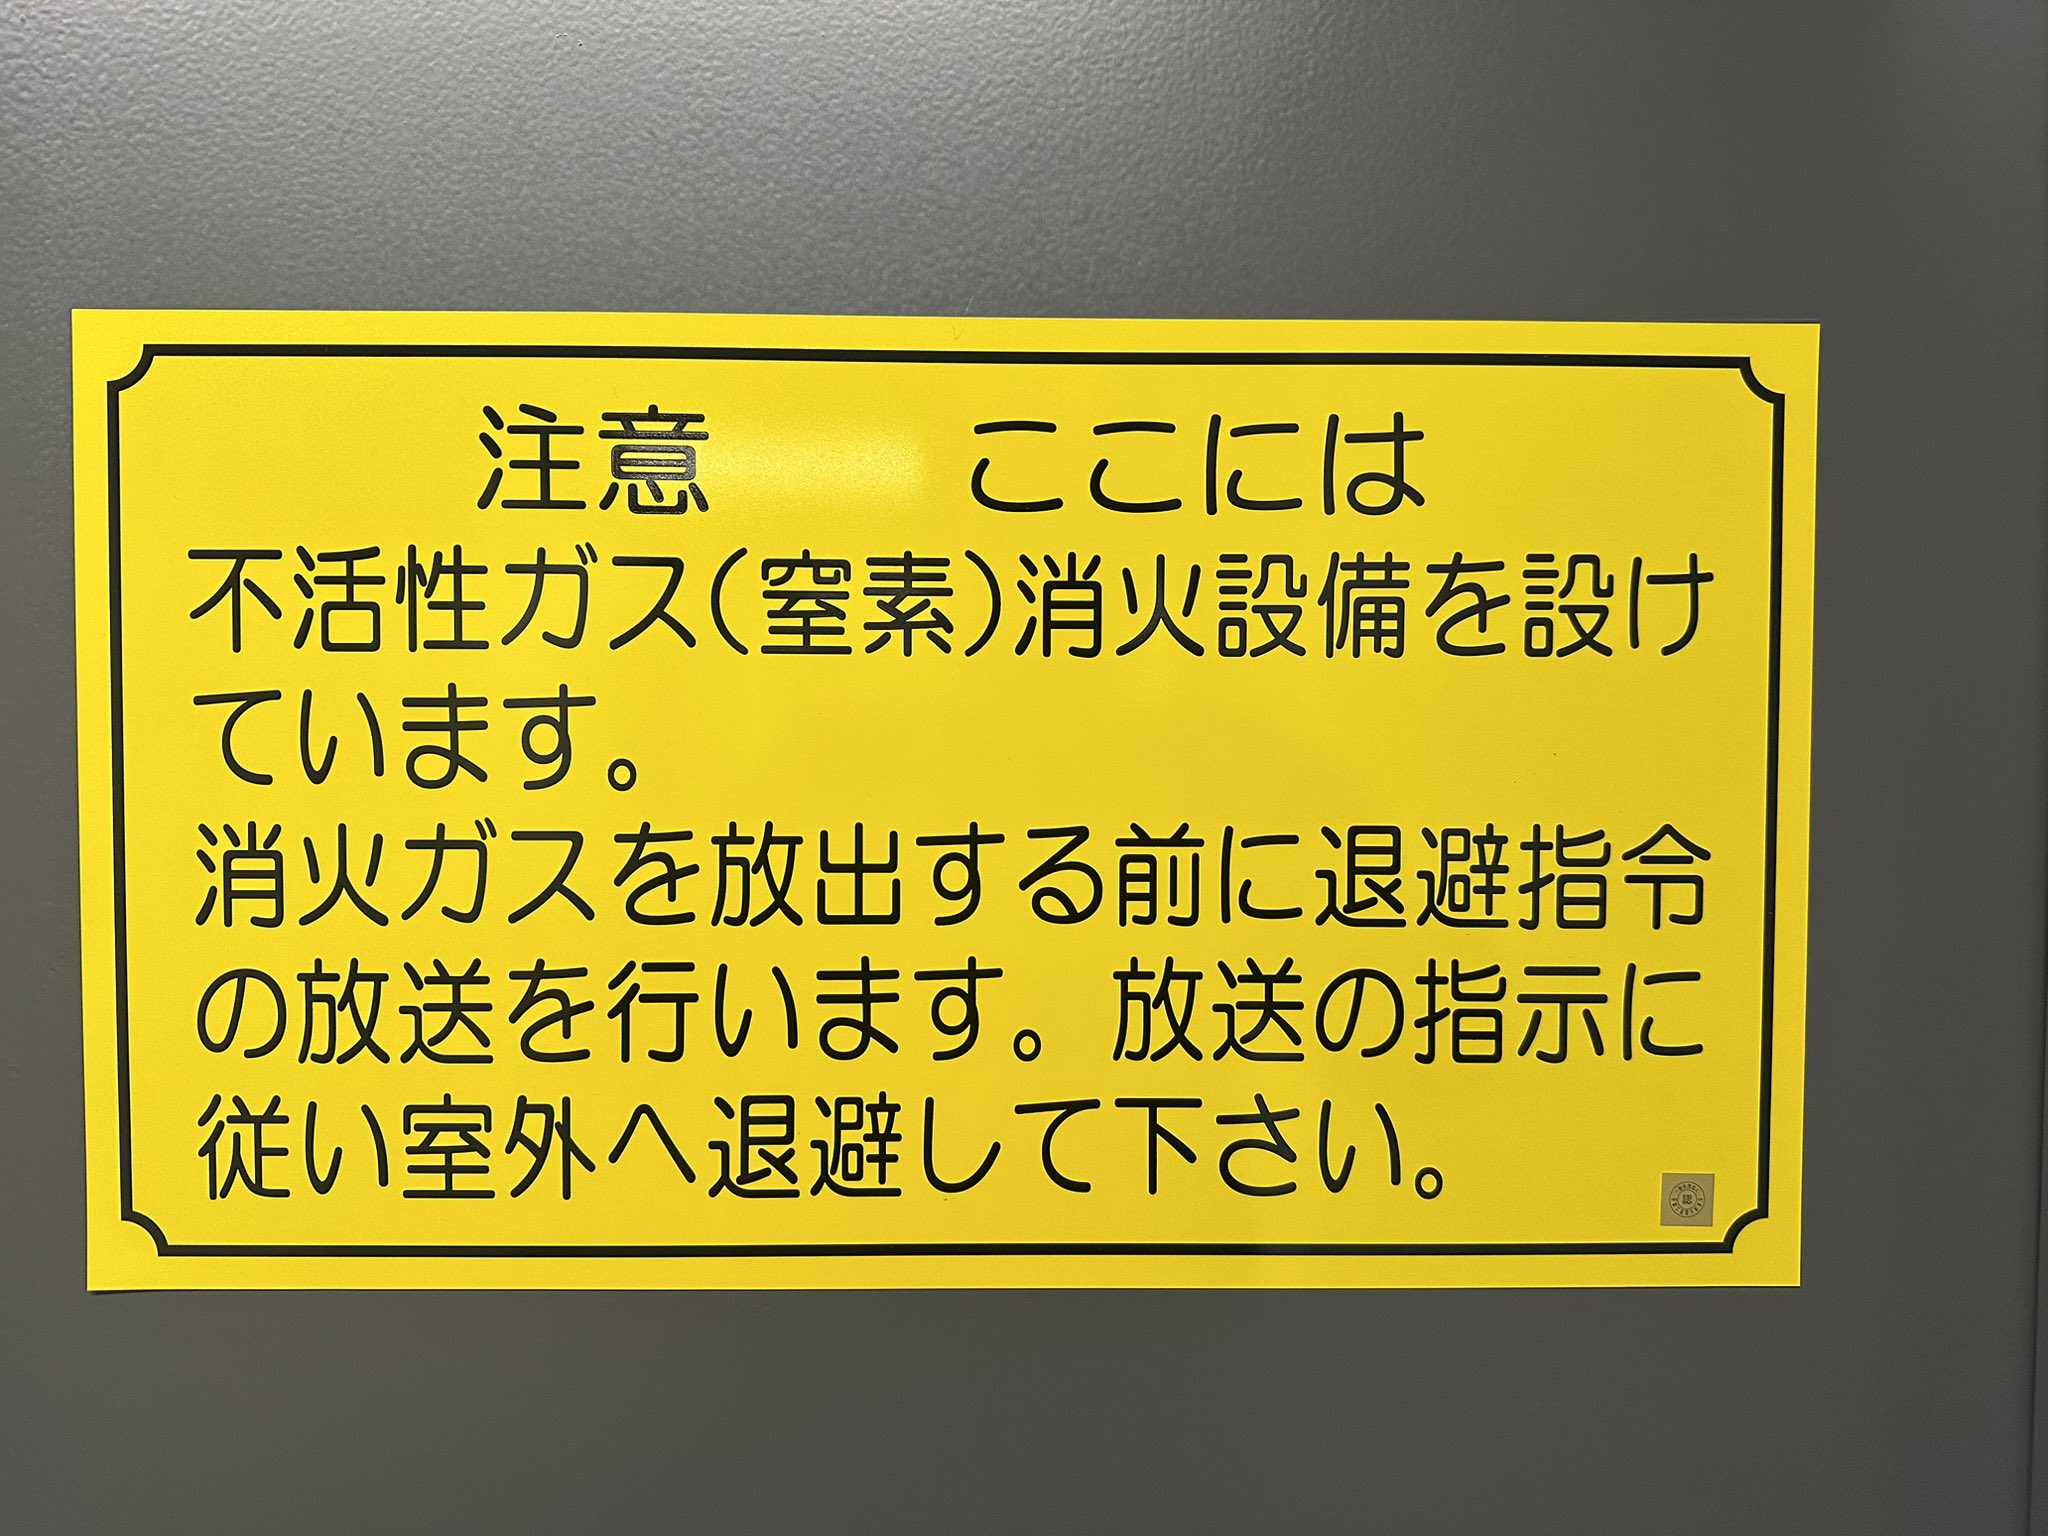 注意　ここには
不活性ガス(窒素)消火設備を設け
ています。
消火ガスを放出する前に退避指令
の放送を行います。放送の指示に
従い室外へ退避して下さい。
認